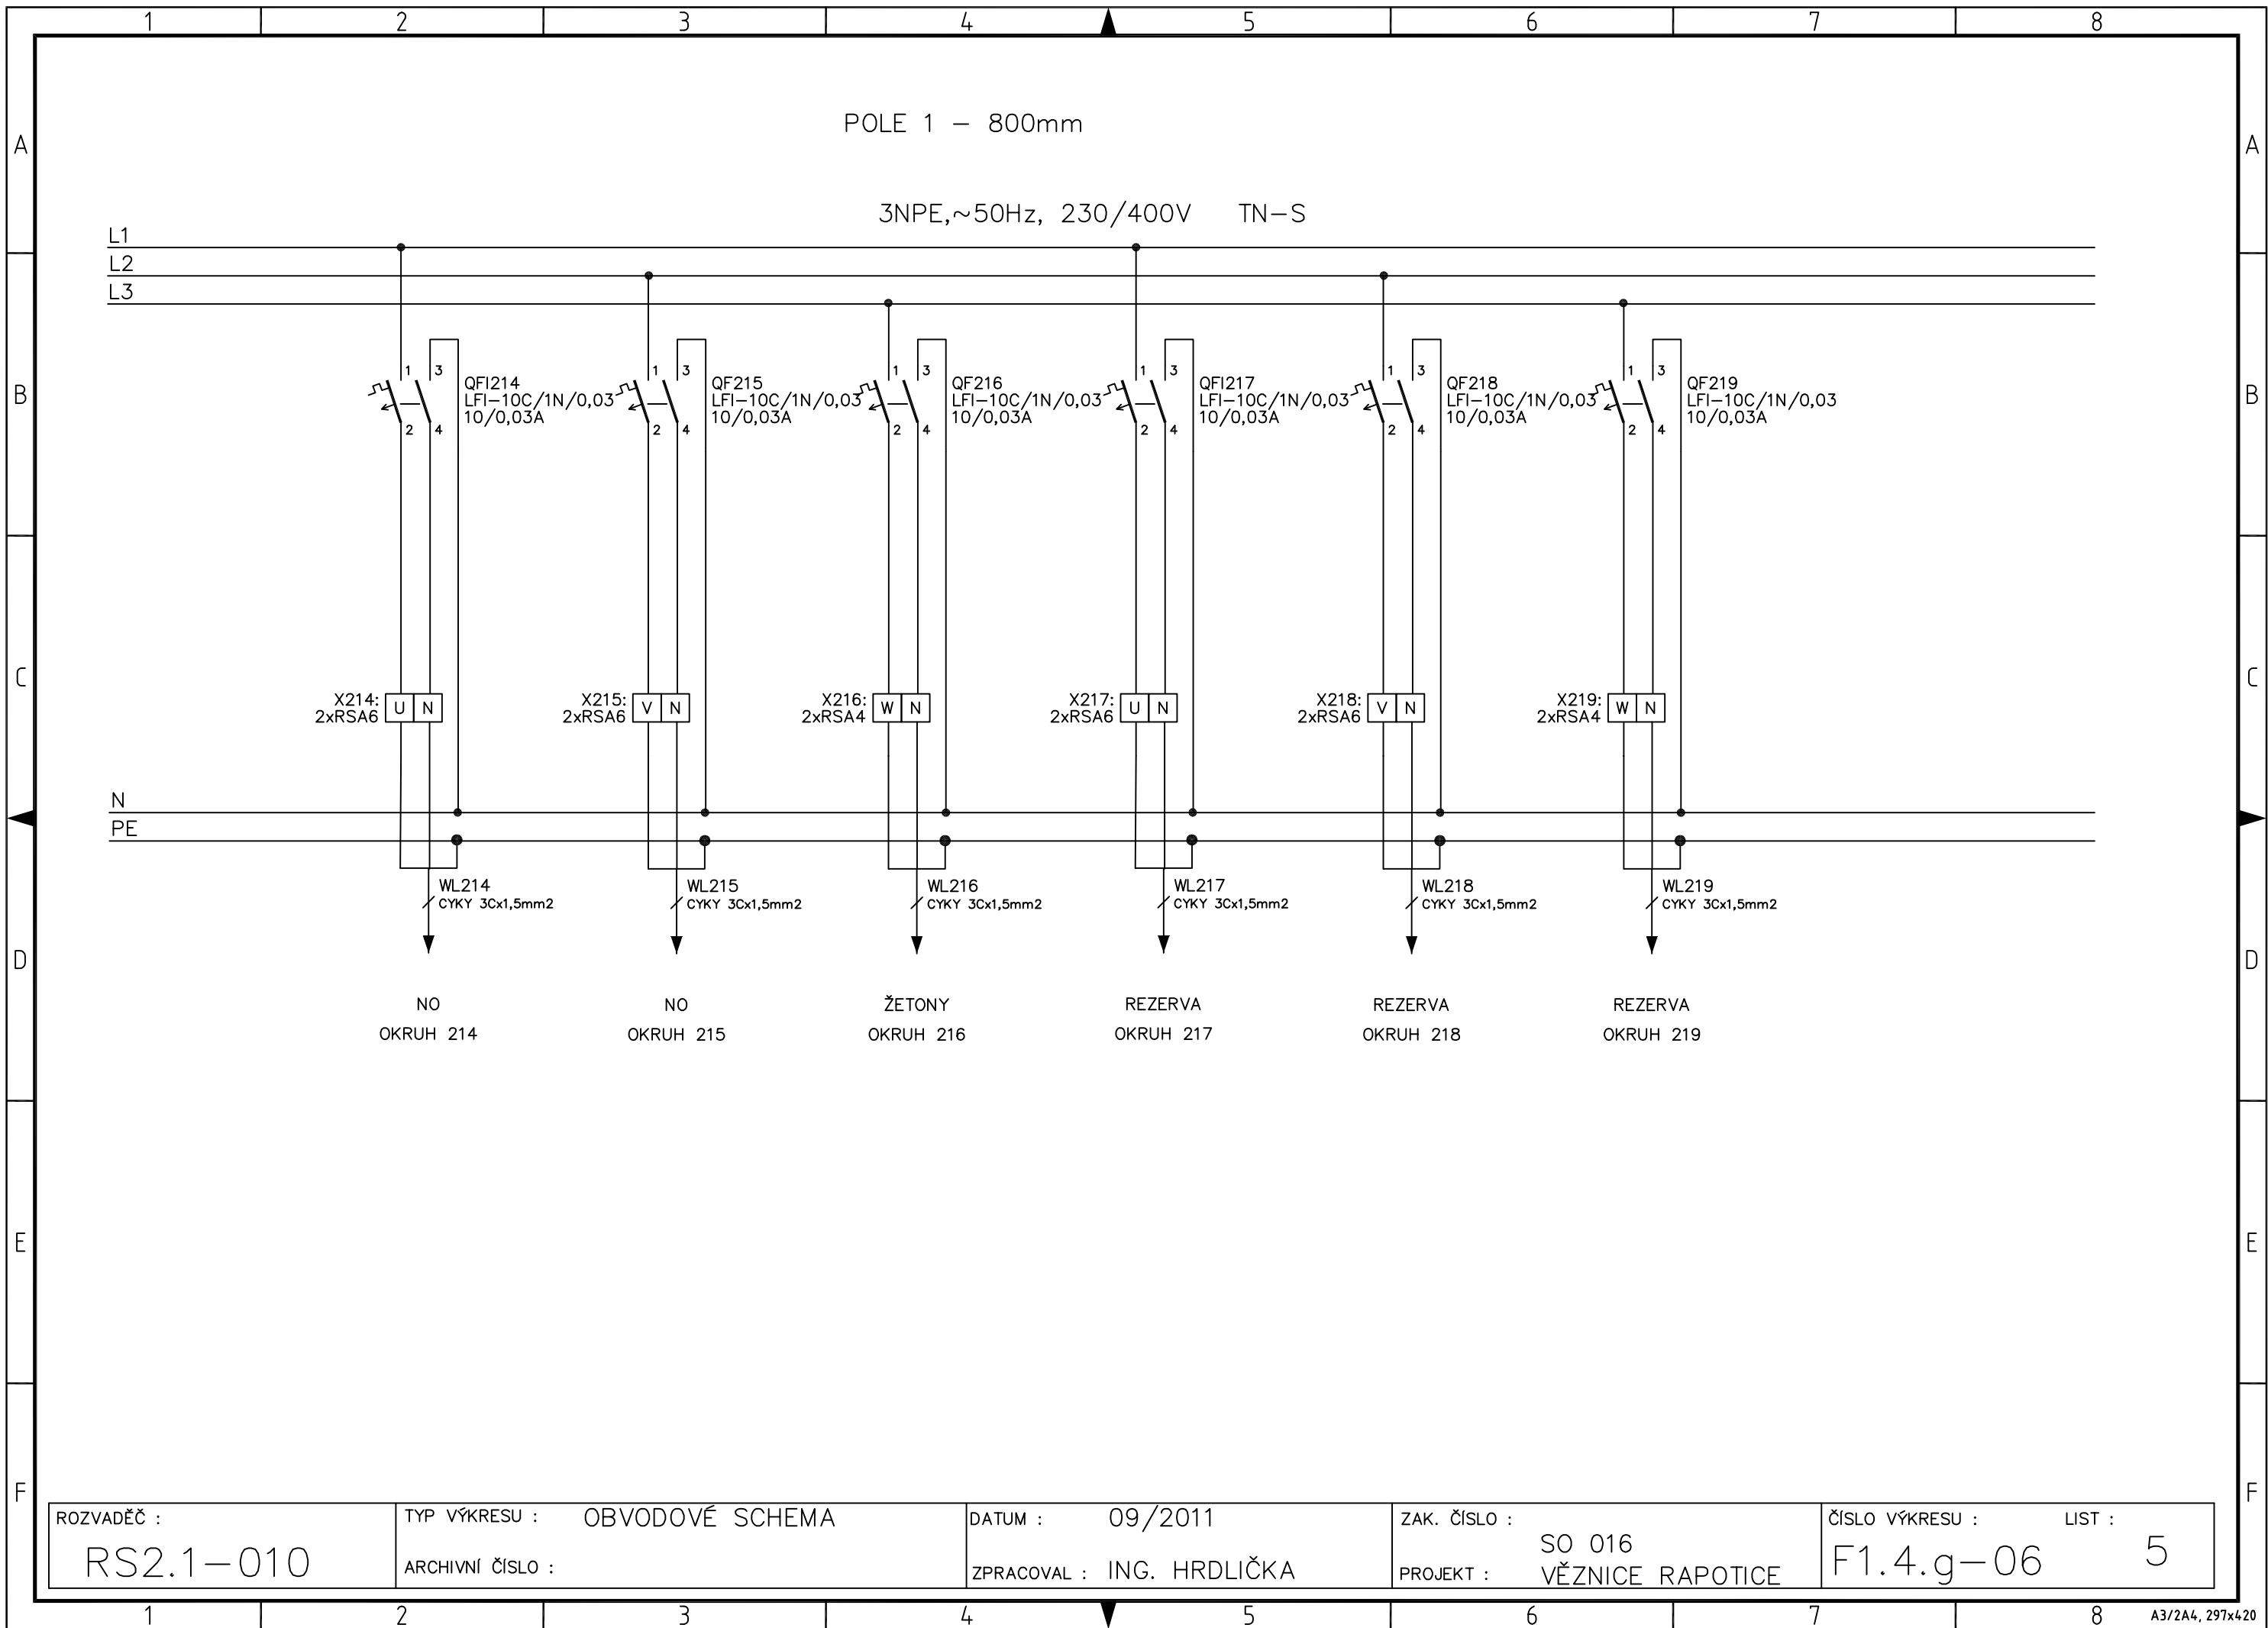 1 2 3 4 5 6 7 8
A A
B B
C C
D D
E E
F F
POLE 1 – 800mm
3NPE,~50Hz, 230/400V TN–S
L1
L2
L3
1 3
2 4
QFI214
LFI–10C/1N/0,03
10/0,03A
1 3
2 4
QF215
LFI–10C/1N/0,03
10/0,03A
1 3
2 4
QF216
LFI–10C/1N/0,03
10/0,03A
1 3
2 4
QFI217
LFI–10C/1N/0,03
10/0,03A
1 3
2 4
QF218
LFI–10C/1N/0,03
10/0,03A
1 3
2 4
QF219
LFI–10C/1N/0,03
10/0,03A
X214:
2xRSA6
U N
X215:
2xRSA6
V N
X216:
2xRSA4
W N
X217:
2xRSA6
U N
X218:
2xRSA6
V N
X219:
2xRSA4
W N
N
PE
WL214
CYKY 3Cx1,5mm2
WL215
CYKY 3Cx1,5mm2
WL216
CYKY 3Cx1,5mm2
WL217
CYKY 3Cx1,5mm2
WL218
CYKY 3Cx1,5mm2
WL219
CYKY 3Cx1,5mm2
NO
OKRUH 214
NO
OKRUH 215
ŽETONY
OKRUH 216
REZERVA
OKRUH 217
REZERVA
OKRUH 218
REZERVA
OKRUH 219
ROZVADĚČ :
RS2.1–010
TYP VÝKRESU : OBVODOVÉ SCHEMA
ARCHIVNÍ ČÍSLO :
DATUM : 09/2011
ZPRACOVAL : ING. HRDLIČKA
ZAK. ČÍSLO :
SO 016
PROJEKT : VĚZNICE RAPOTICE
ČÍSLO VÝKRESU :
F1.4.g–06
LIST :
5
1 2 3 4 5 6 7 8
A3/2A4, 297x420